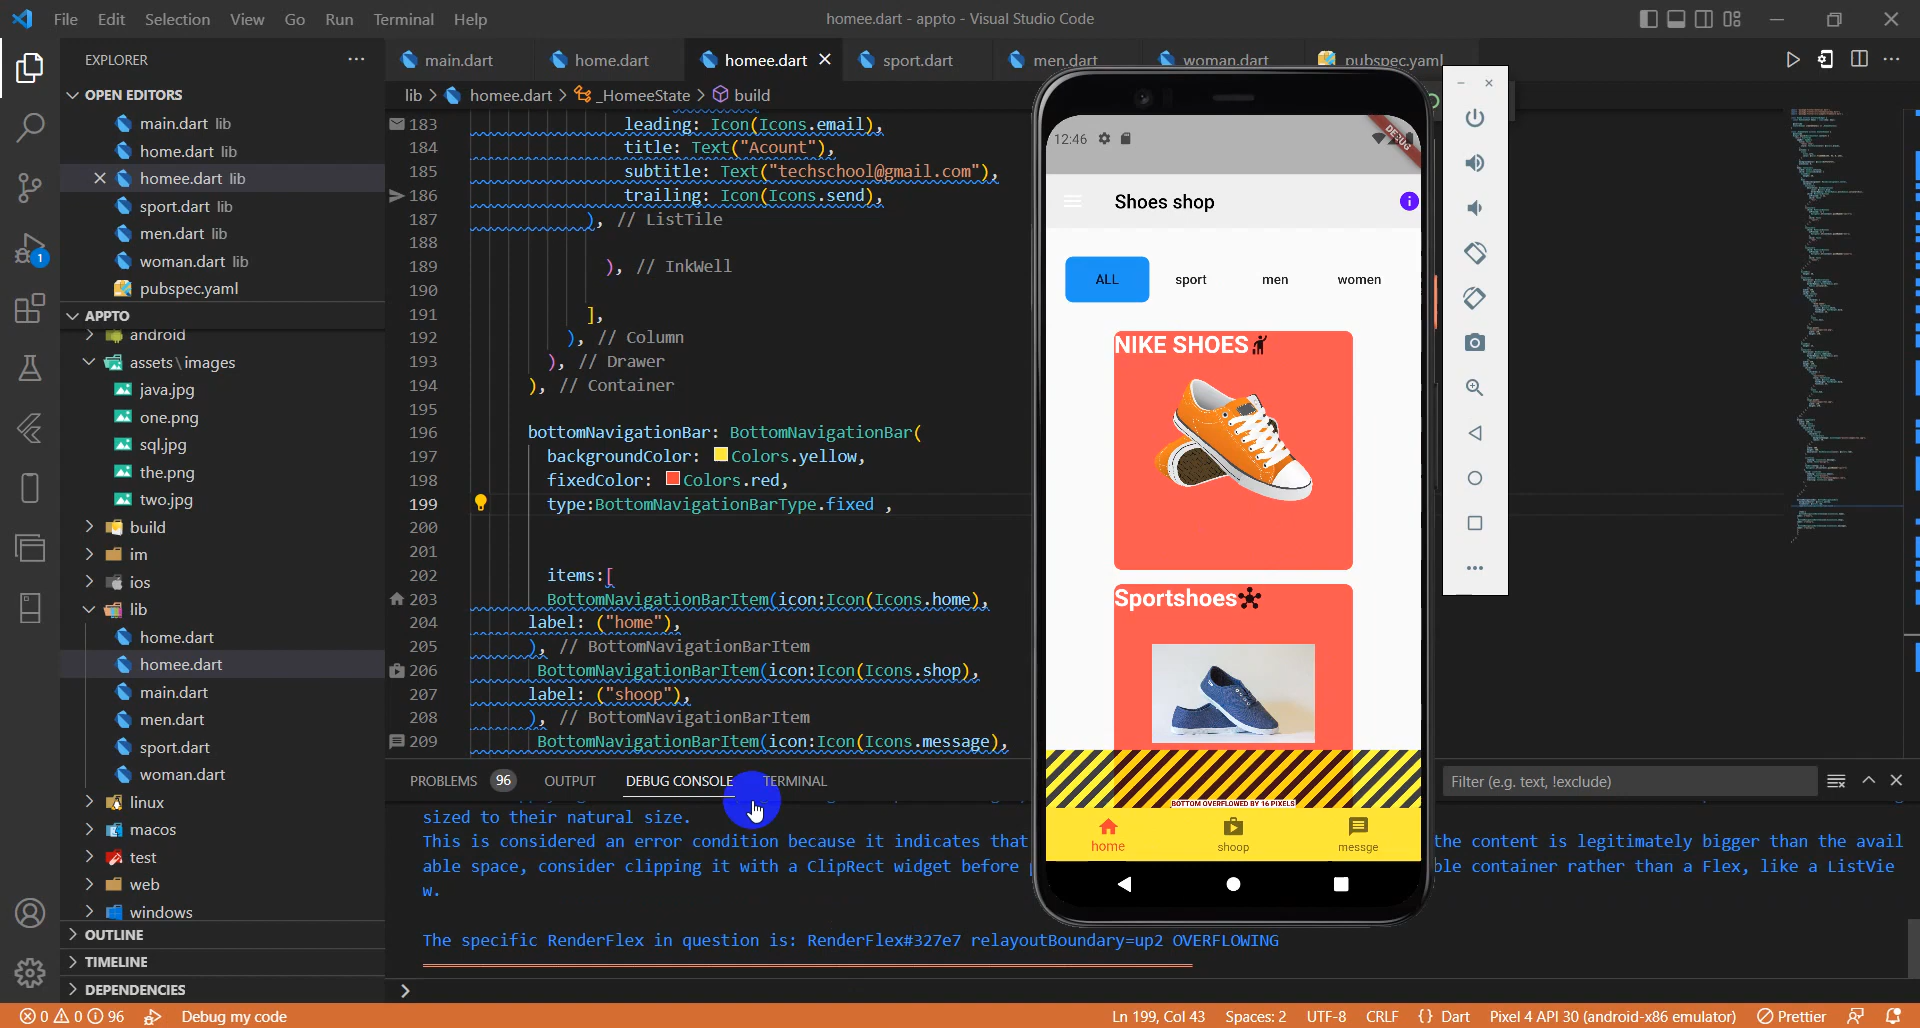 File Edit Selection View Go Run Terminal Help
homee.dart - appto - Visual Studio Code
EXPLORER
OPEN EDITORS
main.dart lib
home.dart lib
homee.dart lib
sport.dart lib
men.dart lib
woman.dart lib
pubspec.yaml
APPTO
android
assets\images
java.jpg
one.png
sql.jpg
the.png
two.jpg
build
im
ios
lib
home.dart
homee.dart
main.dart
men.dart
sport.dart
woman.dart
linux
macos
test
web
windows
OUTLINE
TIMELINE
DEPENDENCIES
1
main.dart home.dart homee.dart sport.dart men.dart woman.dart pubspec.yaml
lib > homee.dart > _HomeeState > build
183 leading: Icon(Icons.email),
184 title: Text("Acount"),
185 subtitle: Text("techschool@gmail.com"),
186 trailing: Icon(Icons.send),
187 ), // ListTile
188
189 ), // InkWell
190
191 ],
192 ), // Column
193 ), // Drawer
194 ), // Container
195
196 bottomNavigationBar: BottomNavigationBar(
197 backgroundColor: Colors.yellow,
198 fixedColor: Colors.red,
199 type:BottomNavigationBarType.fixed ,
200
201
202 items:[
203 BottomNavigationBarItem(icon:Icon(Icons.home),
204 label: ("home"),
205 ), // BottomNavigationBarItem
206 BottomNavigationBarItem(icon:Icon(Icons.shop),
207 label: ("shoop"),
208 ), // BottomNavigationBarItem
209 BottomNavigationBarItem(icon:Icon(Icons.message),
PROBLEMS 96 OUTPUT DEBUG CONSOLE TERMINAL
Filter (e.g. text, !exclude)
sized to their natural size.
This is considered an error condition because it indicates that the content is legitimately bigger than the avail
able space, consider clipping it with a ClipRect widget before ble container rather than a Flex, like a ListVie
w.
The specific RenderFlex in question is: RenderFlex#327e7 relayoutBoundary=up2 OVERFLOWING
>
12:46
DEBUG
Shoes shop
ALL sport men women
NIKE SHOES
Sportshoes
BOTTOM OVERFLOWED BY 16 PIXELS
home shoop messge
0 0 96 Debug my code
Ln 199, Col 43 Spaces: 2 UTF-8 CRLF {} Dart Pixel 4 API 30 (android-x86 emulator) Prettier